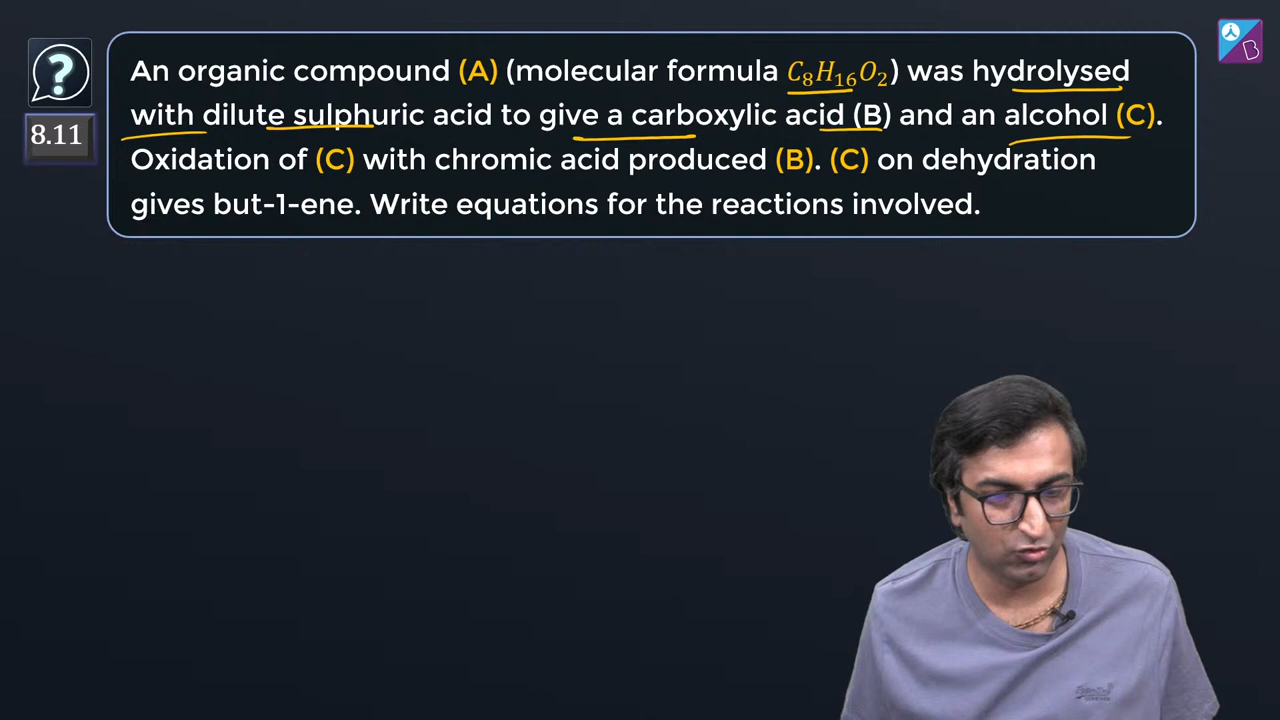 ?
8.11
An organic compound (A) (molecular formula C₈H₁₆O₂) was hydrolysed
with dilute sulphuric acid to give a carboxylic acid (B) and an alcohol (C).
Oxidation of (C) with chromic acid produced (B). (C) on dehydration
gives but-1-ene. Write equations for the reactions involved.
B